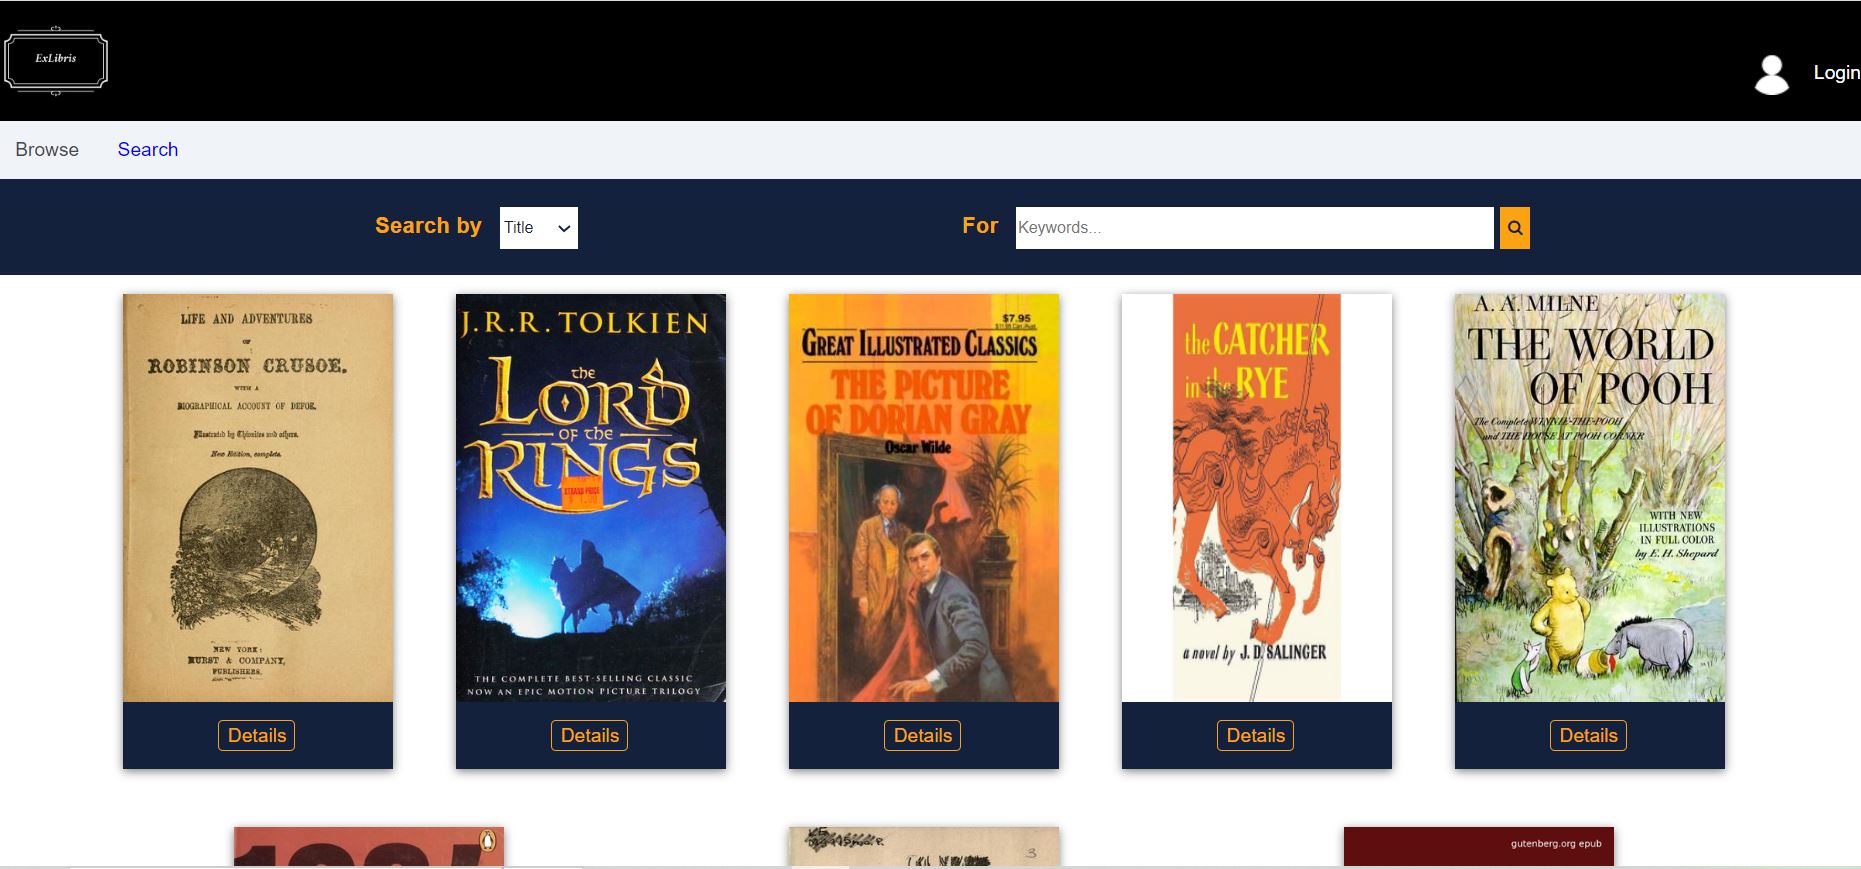 ExLibris
Login
Browse
Search
Search by
Title
For
Keywords...
LIFE AND ADVENTURES
OF
ROBINSON CRUSOE.
WITH A
BIOGRAPHICAL ACCOUNT OF DEFOE.
Illustrated by Thwaites and others.
New Edition, complete.
NEW YORK:
HURST & COMPANY,
PUBLISHERS.
Details
J.R.R. TOLKIEN
the
LORD
OF THE
RINGS
STRAND PRICE
THE COMPLETE BEST-SELLING CLASSIC
NOW AN EPIC MOTION PICTURE TRILOGY
Details
$7.95
GREAT ILLUSTRATED CLASSICS
THE PICTURE
OF DORIAN GRAY
Oscar Wilde
Details
the CATCHER
in the RYE
a novel by J. D. SALINGER
Details
A. A. MILNE
THE WORLD
OF POOH
The Complete WINNIE-THE-POOH
and THE HOUSE AT POOH CORNER
WITH NEW
ILLUSTRATIONS
IN FULL COLOR
by E. H. Shepard
Details
1984
3
gutenberg.org epub